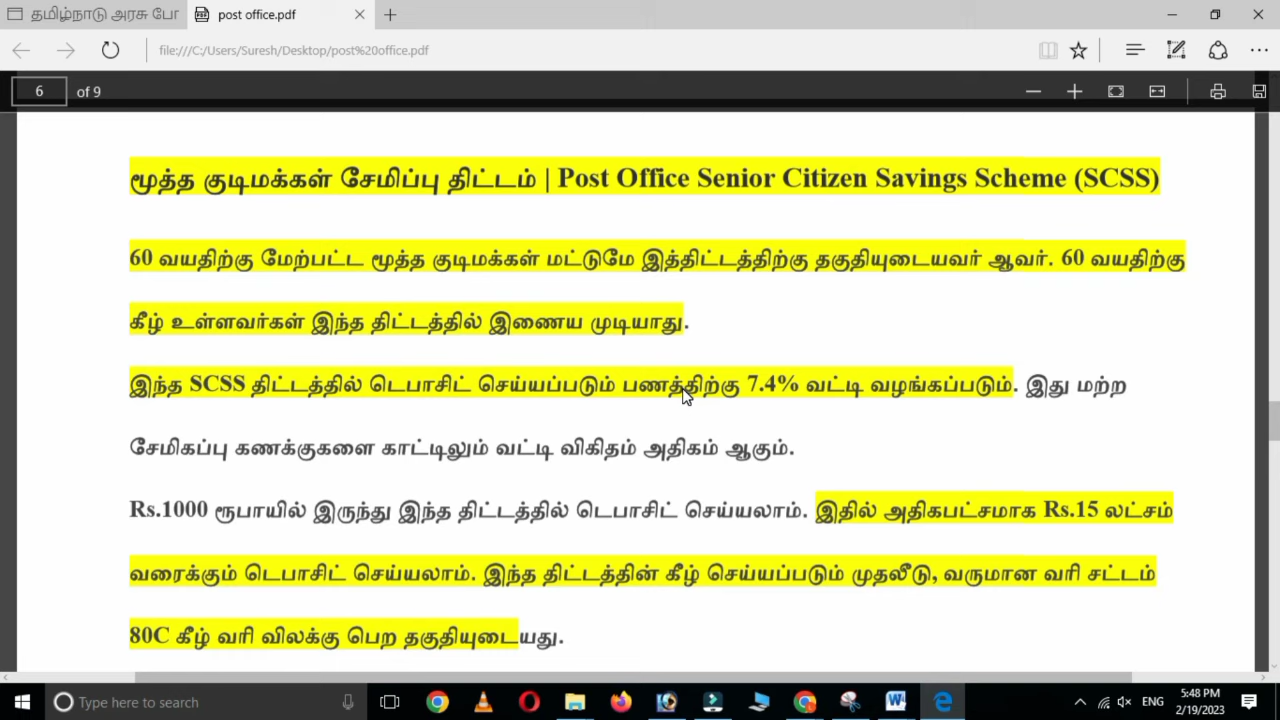 தமிழ்நாடு அரசு போ
post office.pdf
file:///C:/Users/Suresh/Desktop/post%20office.pdf
6 of 9
மூத்த குடிமக்கள் சேமிப்பு திட்டம் | Post Office Senior Citizen Savings Scheme (SCSS)
60 வயதிற்கு மேற்பட்ட மூத்த குடிமக்கள் மட்டுமே இத்திட்டத்திற்கு தகுதியுடையவர் ஆவர். 60 வயதிற்கு
கீழ் உள்ளவர்கள் இந்த திட்டத்தில் இணைய முடியாது.
இந்த SCSS திட்டத்தில் டெபாசிட் செய்யப்படும் பணத்திற்கு 7.4% வட்டி வழங்கப்படும். இது மற்ற
சேமிகப்பு கணக்குகளை காட்டிலும் வட்டி விகிதம் அதிகம் ஆகும்.
Rs.1000 ரூபாயில் இருந்து இந்த திட்டத்தில் டெபாசிட் செய்யலாம். இதில் அதிகபட்சமாக Rs.15 லட்சம்
வரைக்கும் டெபாசிட் செய்யலாம். இந்த திட்டத்தின் கீழ் செய்யப்படும் முதலீடு, வருமான வரி சட்டம்
80C கீழ் வரி விலக்கு பெற தகுதியுடையது.
Type here to search
ENG
5:48 PM
2/19/2023